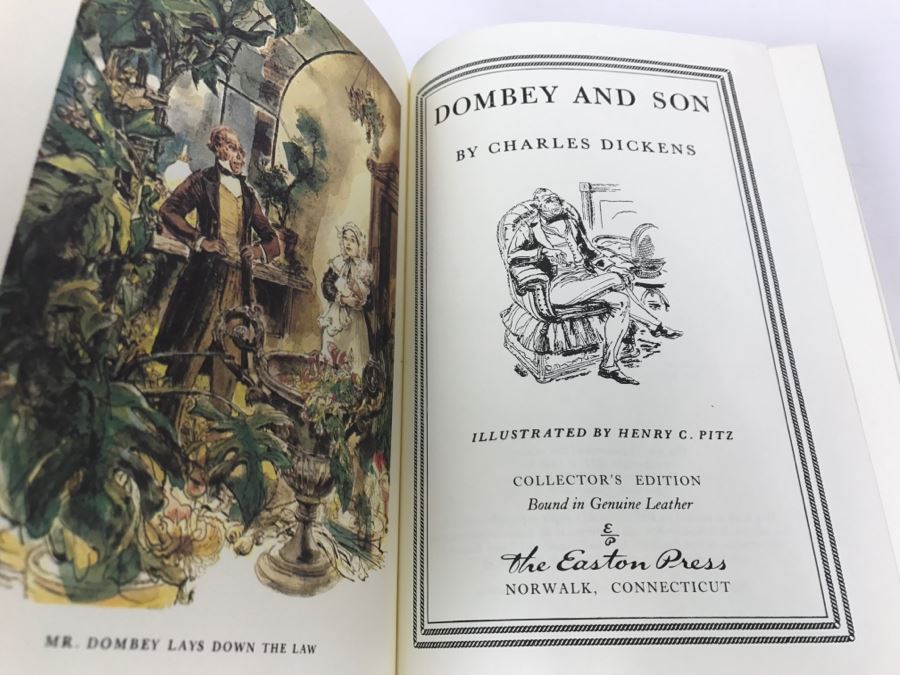 MR. DOMBEY LAYS DOWN THE LAW
DOMBEY AND SON
BY CHARLES DICKENS
ILLUSTRATED BY HENRY C. PITZ
COLLECTOR'S EDITION
Bound in Genuine Leather
E
P
The Easton Press
NORWALK, CONNECTICUT